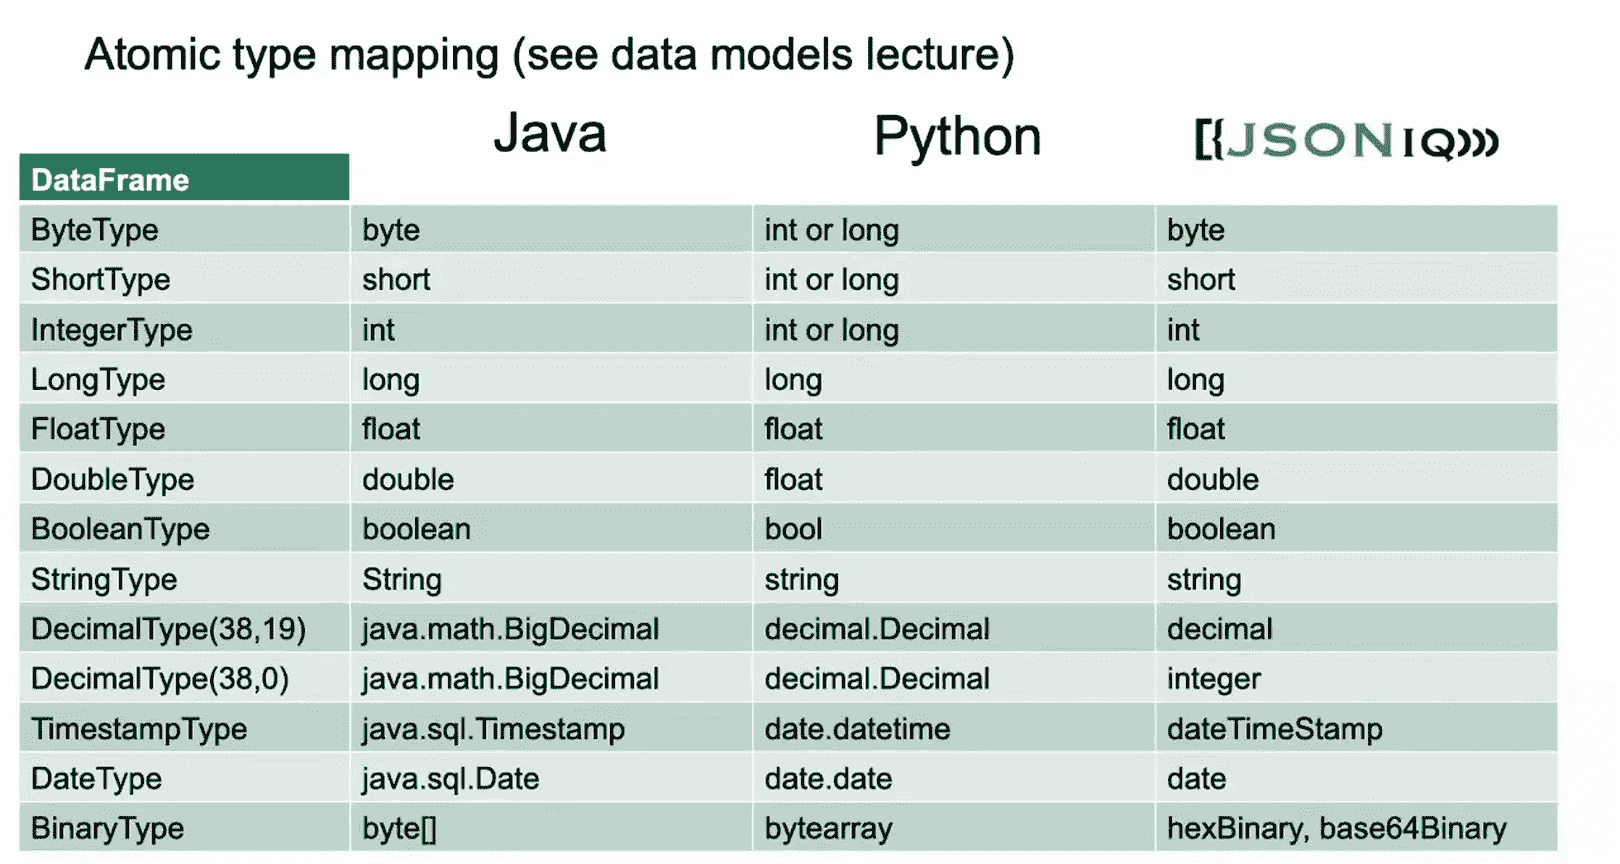 Atomic type mapping (see data models lecture)
Java Python [{JSONIQ)))
DataFrame
ByteType byte int or long byte
ShortType short int or long short
IntegerType int int or long int
LongType long long long
FloatType float float float
DoubleType double float double
BooleanType boolean bool boolean
StringType String string string
DecimalType(38,19) java.math.BigDecimal decimal.Decimal decimal
DecimalType(38,0) java.math.BigDecimal decimal.Decimal integer
TimestampType java.sql.Timestamp date.datetime dateTimeStamp
DateType java.sql.Date date.date date
BinaryType byte[] bytearray hexBinary, base64Binary